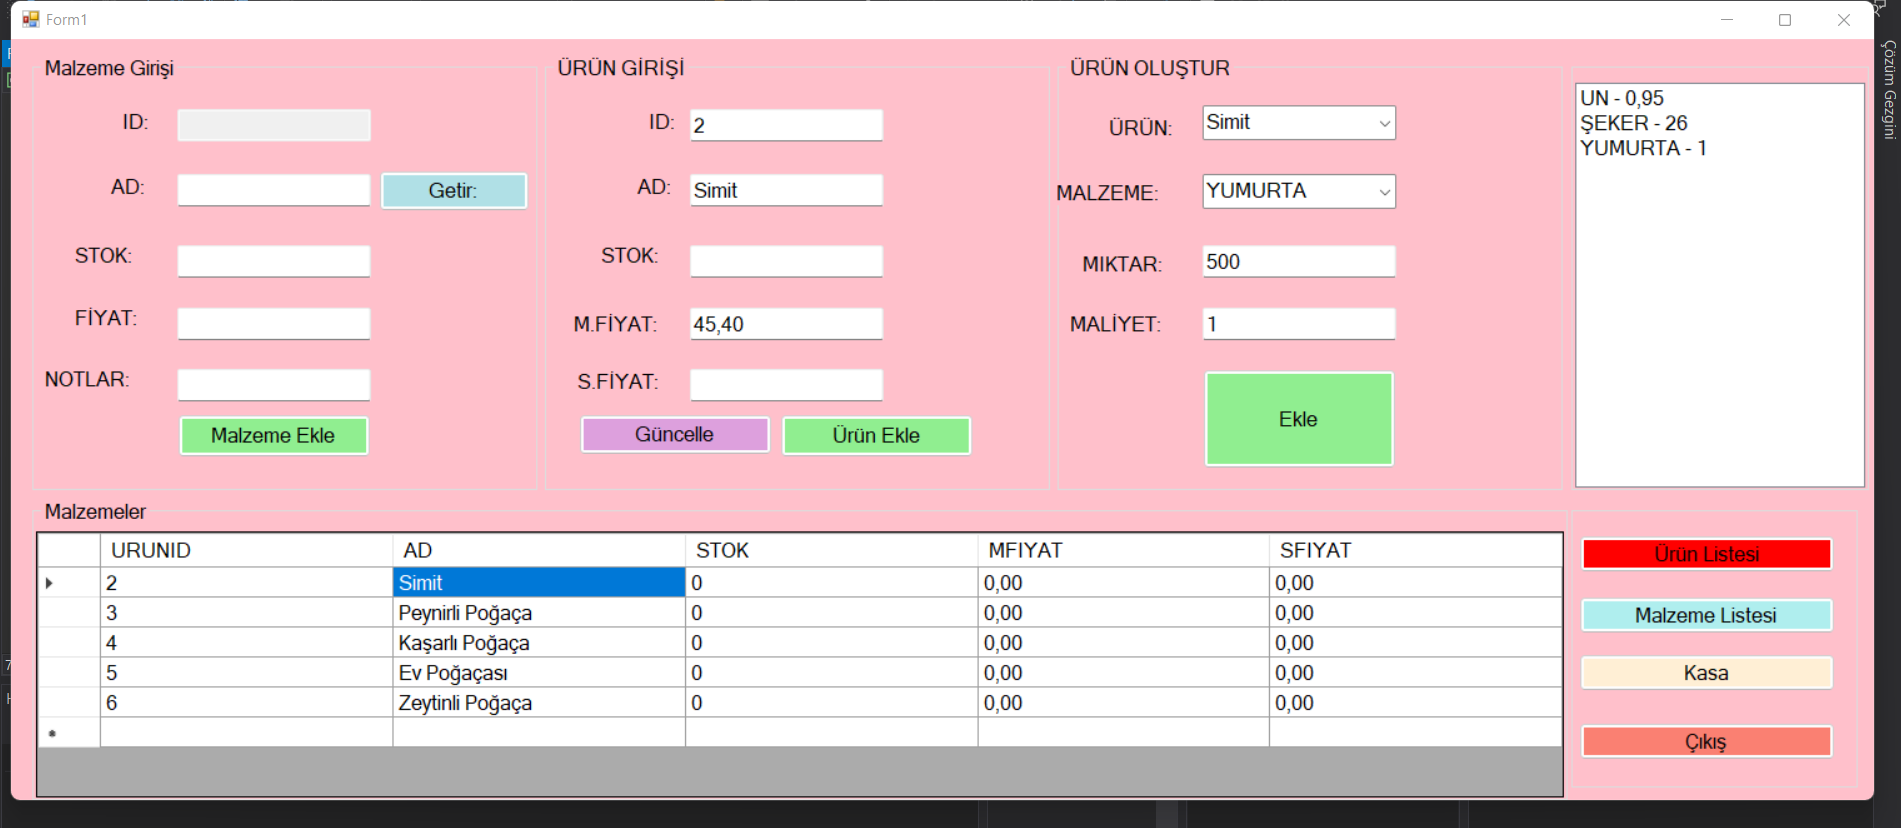 Form1
Malzeme Girişi
ID:
AD:
Getir:
STOK:
FİYAT:
NOTLAR:
Malzeme Ekle
ÜRÜN GİRİŞİ
ID: 2
AD: Simit
STOK:
M.FİYAT: 45,40
S.FİYAT:
Güncelle
Ürün Ekle
ÜRÜN OLUŞTUR
ÜRÜN: Simit
MALZEME: YUMURTA
MIKTAR: 500
MALİYET: 1
Ekle
UN - 0,95
ŞEKER - 26
YUMURTA - 1
Malzemeler
URUNID AD STOK MFIYAT SFIYAT
2 Simit 0 0,00 0,00
3 Peynirli Poğaça 0 0,00 0,00
4 Kaşarlı Poğaça 0 0,00 0,00
5 Ev Poğaçası 0 0,00 0,00
6 Zeytinli Poğaça 0 0,00 0,00
Ürün Listesi
Malzeme Listesi
Kasa
Çıkış
Çözüm Gezgini